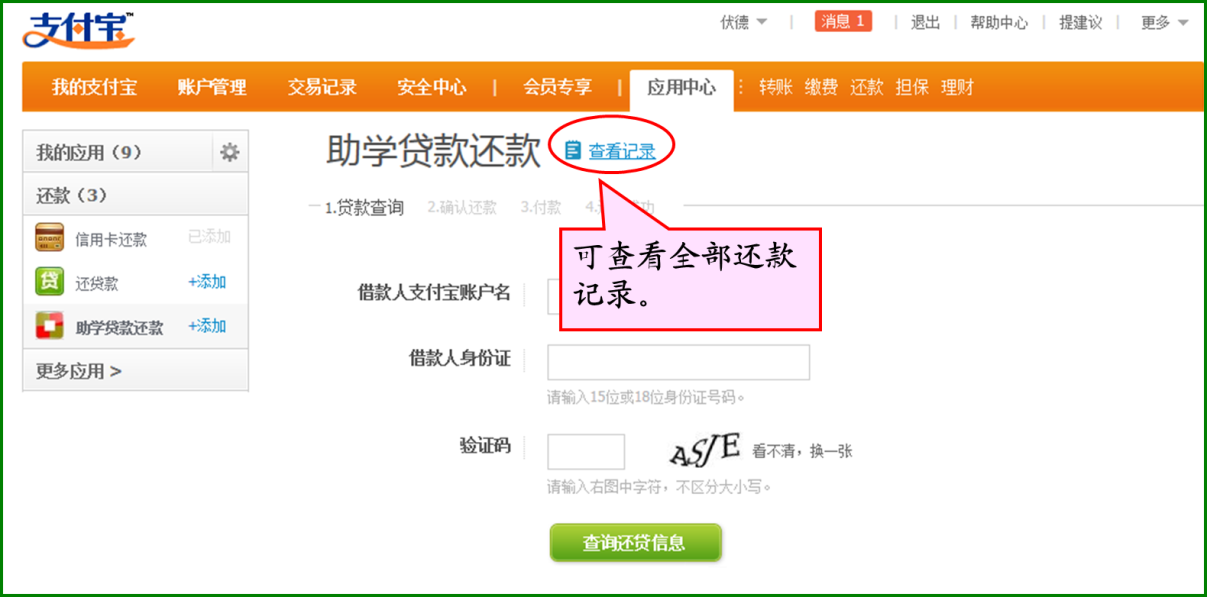 支付宝™
伏德 | 消息 1 | 退出 | 帮助中心 | 提建议 | 更多
我的支付宝 账户管理 交易记录 安全中心 | 会员专享 | 应用中心 转账 缴费 还款 担保 理财
我的应用（9）
还款（3）
信用卡还款 已添加
贷 还贷款 +添加
助学贷款还款 +添加
更多应用 >
助学贷款还款 查看记录
1.贷款查询 2.确认还款 3.付款 4.
可查看全部还款
记录。
借款人支付宝账户名
借款人身份证
请输入15位或18位身份证号码。
验证码 ASJE 看不清，换一张
请输入右图中字符，不区分大小写。
查询还贷信息